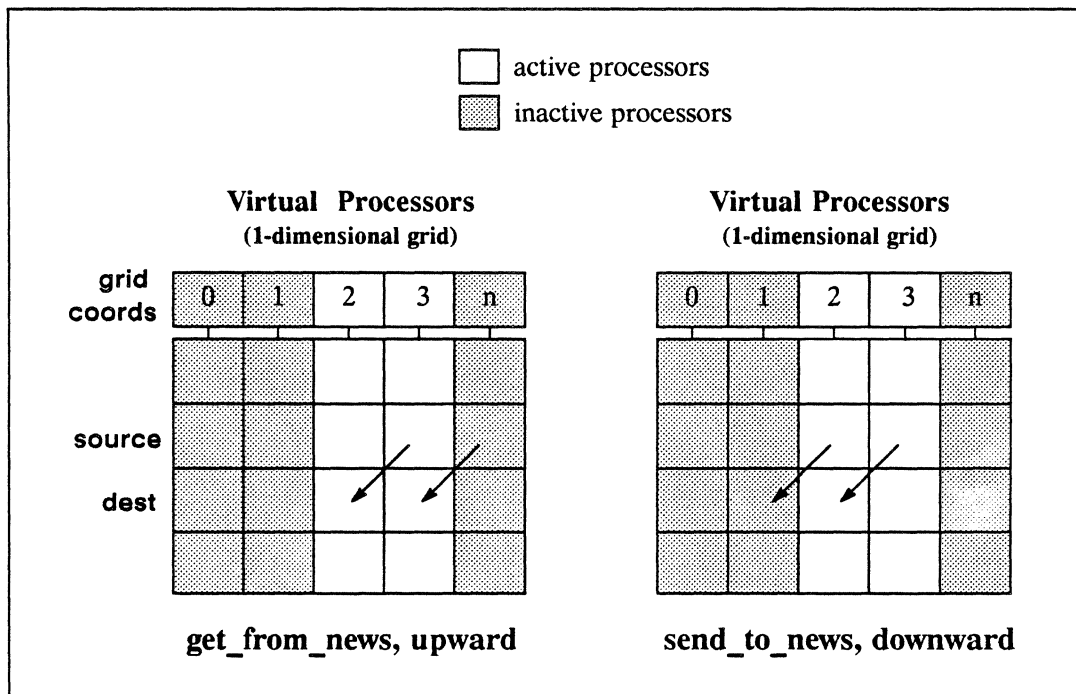 active processors
inactive processors
Virtual Processors
(1-dimensional grid)
grid
coords
0 1 2 3 n
source
dest
get_from_news, upward
Virtual Processors
(1-dimensional grid)
0 1 2 3 n
send_to_news, downward